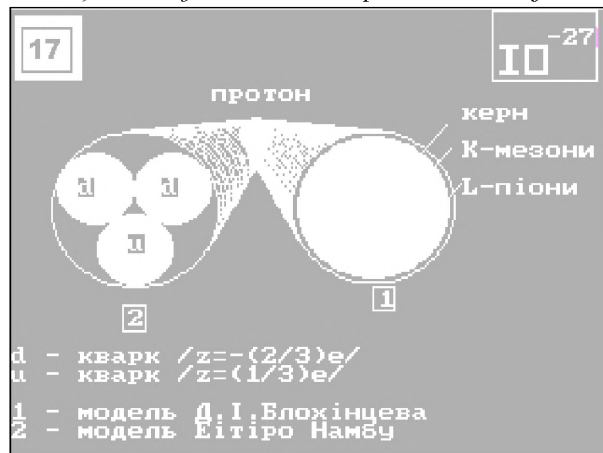 17
10^-27
протон
керн
К-мезони
L-піони
d d
u
2
1
d - кварк /z=-(2/3)e/
u - кварк /z=(1/3)e/
1 - модель Д.І.Блохінцева
2 - модель Еітіро Намбу